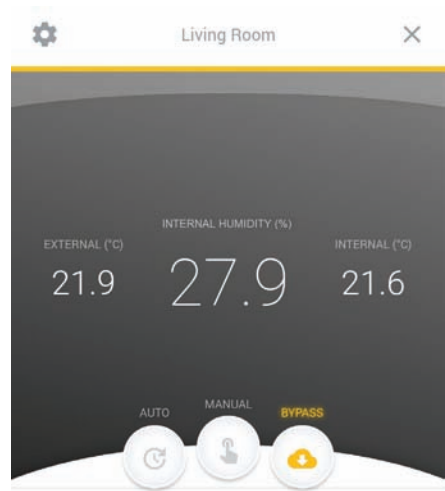 Living Room
INTERNAL HUMIDITY (%)
EXTERNAL (°C)
INTERNAL (°C)
21.9
27.9
21.6
AUTO
MANUAL
BYPASS